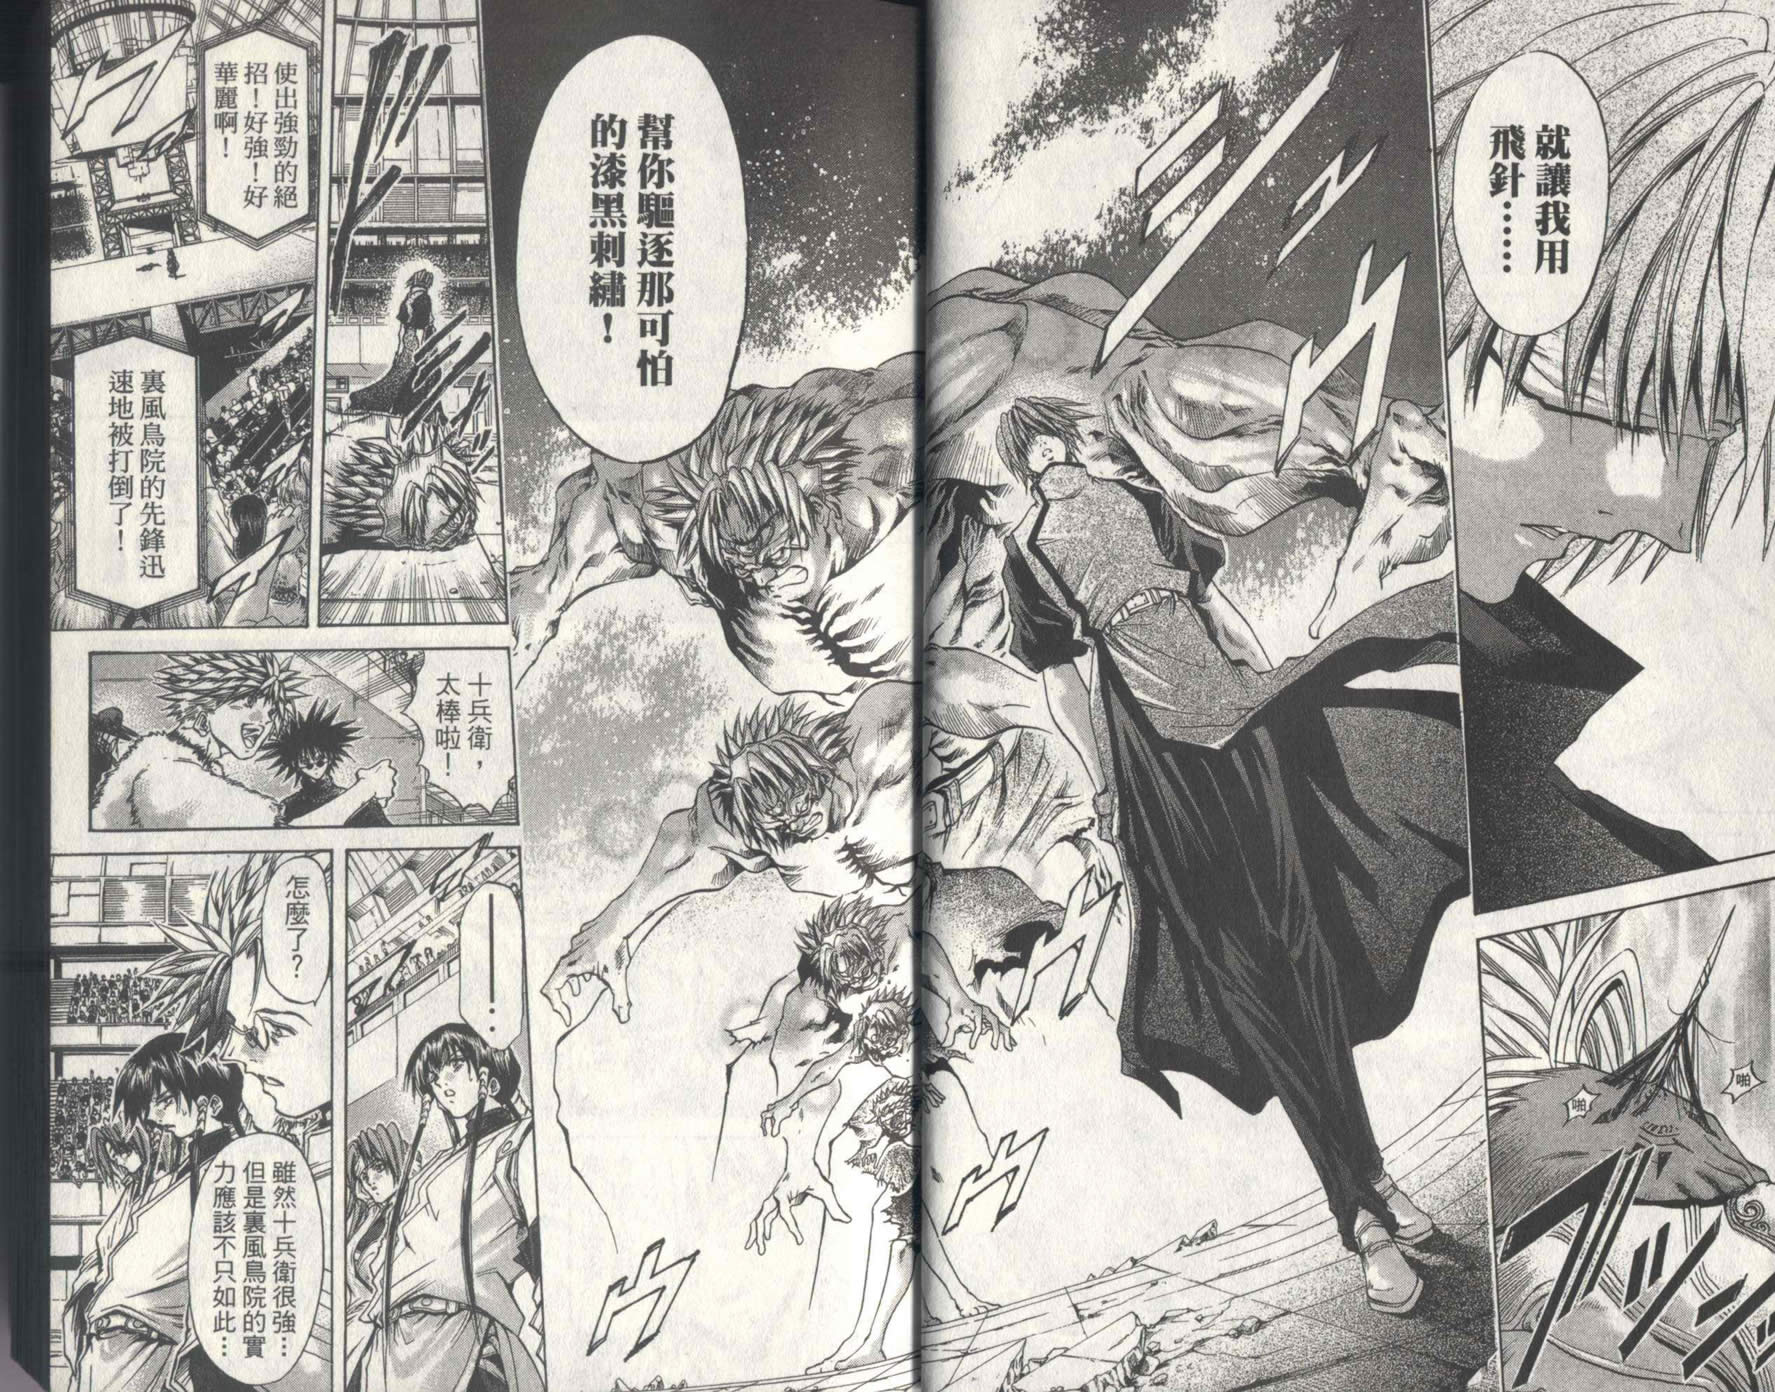 就讓我用
飛針……
啪
啪
幫你驅逐那可怕
的漆黑刺繡！
使出強勁的絕
招！好強！好
華麗啊！
裏風鳥院的先鋒迅
速地被打倒了！
十兵衛，
太棒啦！
——…
怎麼了？
雖然十兵衛很強…
但是裏風鳥院的實
力應該不只如此…